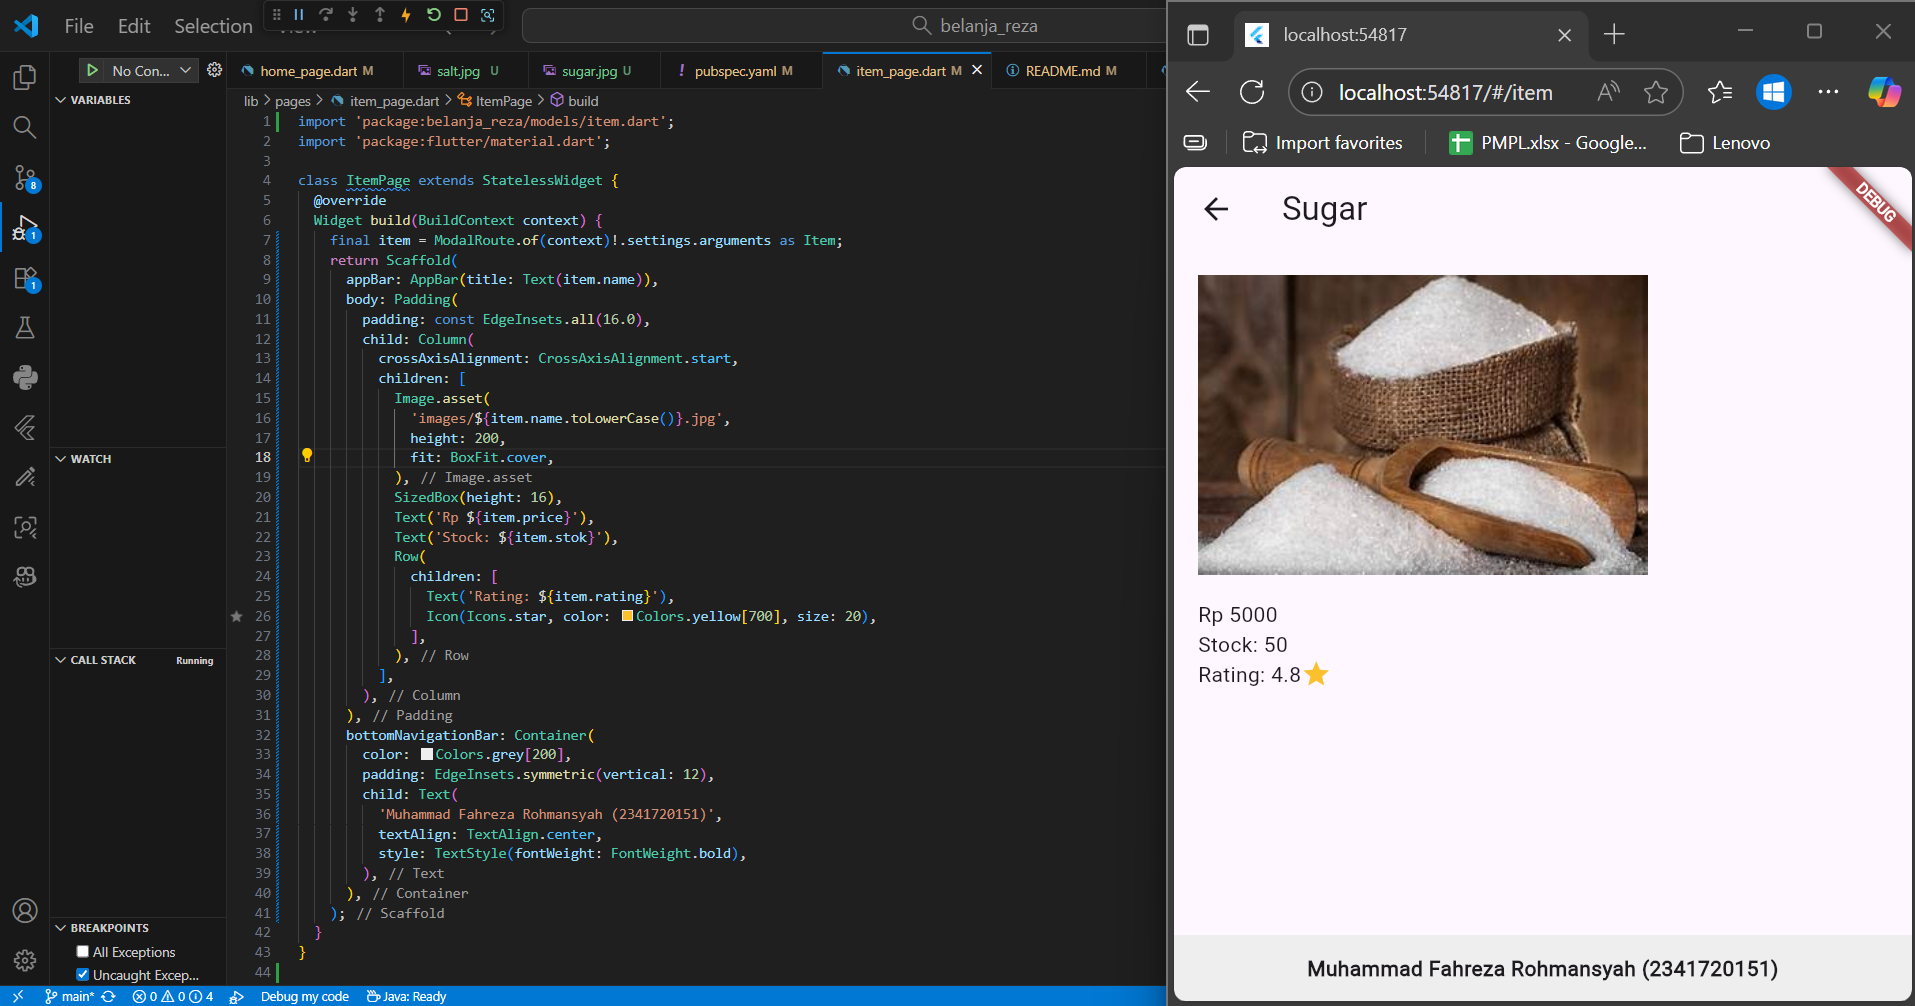 File Edit Selection
belanja_reza
No Con...
VARIABLES
WATCH
CALL STACK Running
BREAKPOINTS
All Exceptions
Uncaught Excep...
8
1
1
home_page.dart M
salt.jpg U
sugar.jpg U
! pubspec.yaml M
item_page.dart M
README.md M
lib > pages > item_page.dart > ItemPage > build
1 import 'package:belanja_reza/models/item.dart';
2 import 'package:flutter/material.dart';
3
4 class ItemPage extends StatelessWidget {
5 @override
6 Widget build(BuildContext context) {
7 final item = ModalRoute.of(context)!.settings.arguments as Item;
8 return Scaffold(
9 appBar: AppBar(title: Text(item.name)),
10 body: Padding(
11 padding: const EdgeInsets.all(16.0),
12 child: Column(
13 crossAxisAlignment: CrossAxisAlignment.start,
14 children: [
15 Image.asset(
16 'images/${item.name.toLowerCase()}.jpg',
17 height: 200,
18 fit: BoxFit.cover,
19 ), // Image.asset
20 SizedBox(height: 16),
21 Text('Rp ${item.price}'),
22 Text('Stock: ${item.stok}'),
23 Row(
24 children: [
25 Text('Rating: ${item.rating}'),
26 Icon(Icons.star, color: Colors.yellow[700], size: 20),
27 ],
28 ), // Row
29 ],
30 ), // Column
31 ), // Padding
32 bottomNavigationBar: Container(
33 color: Colors.grey[200],
34 padding: EdgeInsets.symmetric(vertical: 12),
35 child: Text(
36 'Muhammad Fahreza Rohmansyah (2341720151)',
37 textAlign: TextAlign.center,
38 style: TextStyle(fontWeight: FontWeight.bold),
39 ), // Text
40 ), // Container
41 ); // Scaffold
42 }
43 }
44
main* 0 0 4 Debug my code Java: Ready
localhost:54817
localhost:54817/#/item
Import favorites
PMPL.xlsx - Google...
Lenovo
Sugar
DEBUG
Rp 5000
Stock: 50
Rating: 4.8
Muhammad Fahreza Rohmansyah (2341720151)